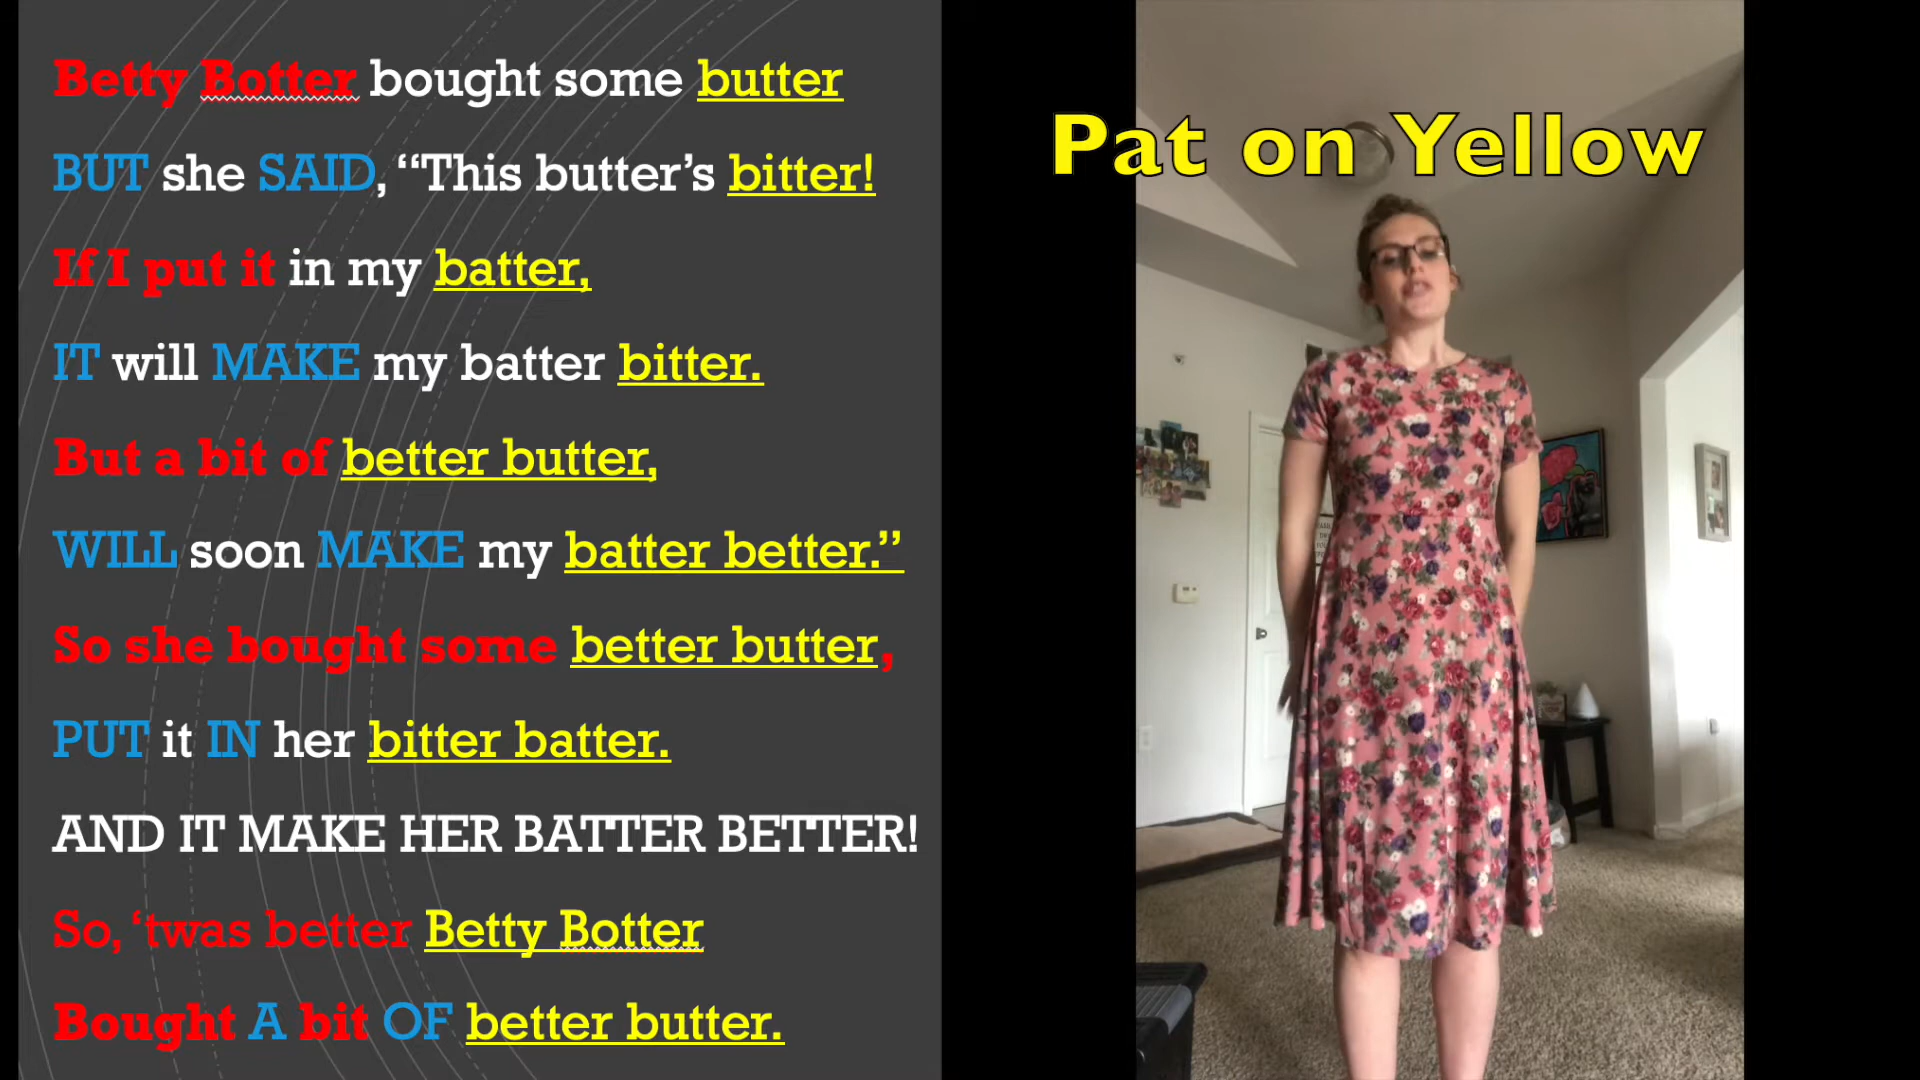 Betty Botter bought some butter
BUT she SAID, “This butter’s bitter!
If I put it in my batter,
IT will MAKE my batter bitter.
But a bit of better butter,
WILL soon MAKE my batter better.”
So she bought some better butter,
PUT it IN her bitter batter.
AND IT MAKE HER BATTER BETTER!
So, ‘twas better Betty Botter
Bought A bit OF better butter.
Pat on Yellow